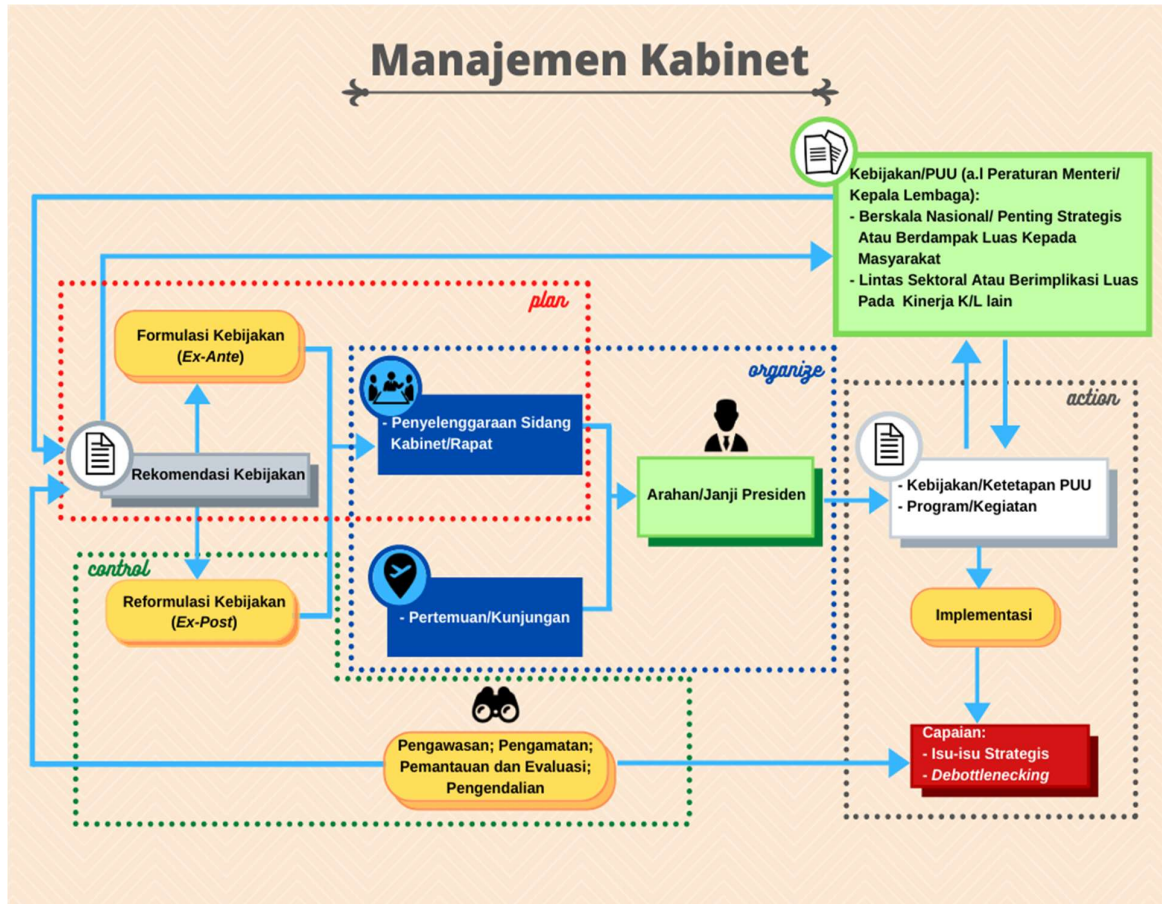 Manajemen Kabinet
Kebijakan/PUU (a.l Peraturan Menteri/
Kepala Lembaga):
- Berskala Nasional/ Penting Strategis
Atau Berdampak Luas Kepada
Masyarakat
- Lintas Sektoral Atau Berimplikasi Luas
Pada Kinerja K/L lain
plan
Formulasi Kebijakan
(Ex-Ante)
Rekomendasi Kebijakan
organize
- Penyelenggaraan Sidang
Kabinet/Rapat
Arahan/Janji Presiden
- Pertemuan/Kunjungan
action
- Kebijakan/Ketetapan PUU
- Program/Kegiatan
Implementasi
Capaian:
- Isu-isu Strategis
- Debottlenecking
control
Reformulasi Kebijakan
(Ex-Post)
Pengawasan; Pengamatan;
Pemantauan dan Evaluasi;
Pengendalian